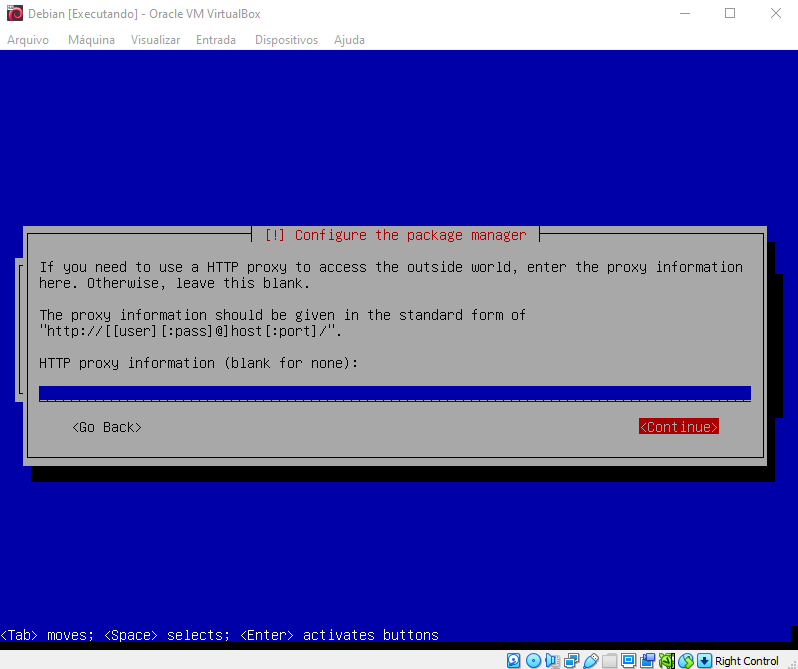 Debian [Executando] - Oracle VM VirtualBox
Arquivo Máquina Visualizar Entrada Dispositivos Ajuda
[!] Configure the package manager
If you need to use a HTTP proxy to access the outside world, enter the proxy information
here. Otherwise, leave this blank.
The proxy information should be given in the standard form of
"http://[[user][:pass]@]host[:port]/".
HTTP proxy information (blank for none):
<Go Back> <Continue>
<Tab> moves; <Space> selects; <Enter> activates buttons
Right Control